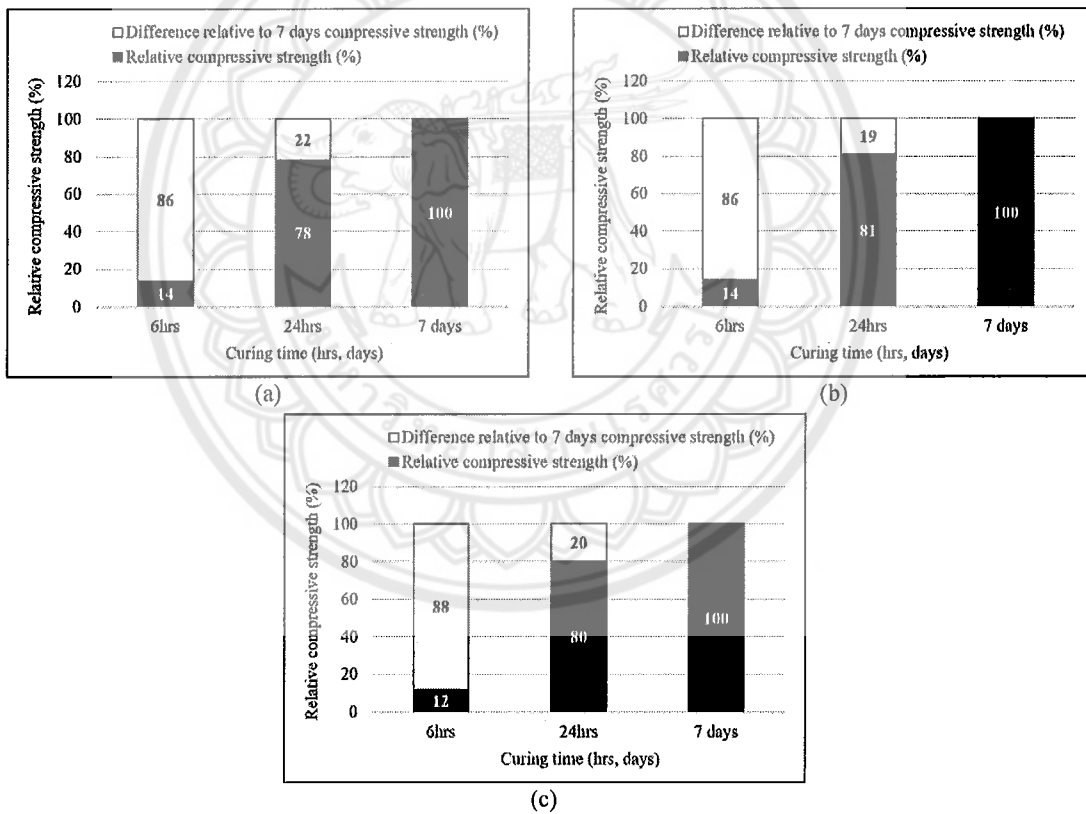 □ Difference relative to 7 days compressive strength (%)
■ Relative compressive strength (%)
Relative compressive strength (%)
120
100
80
60
40
20
0
86
14
22
78
100
6hrs
24hrs
7 days
Curing time (hrs, days)
(a)
□ Difference relative to 7 days compressive strength (%)
■ Relative compressive strength (%)
Relative compressive strength (%)
120
100
80
60
40
20
0
86
14
19
81
100
6hrs
24hrs
7 days
Curing time (hrs, days)
(b)
□ Difference relative to 7 days compressive strength (%)
■ Relative compressive strength (%)
Relative compressive strength (%)
120
100
80
60
40
20
0
88
12
20
80
100
6hrs
24hrs
7 days
Curing time (hrs, days)
(c)